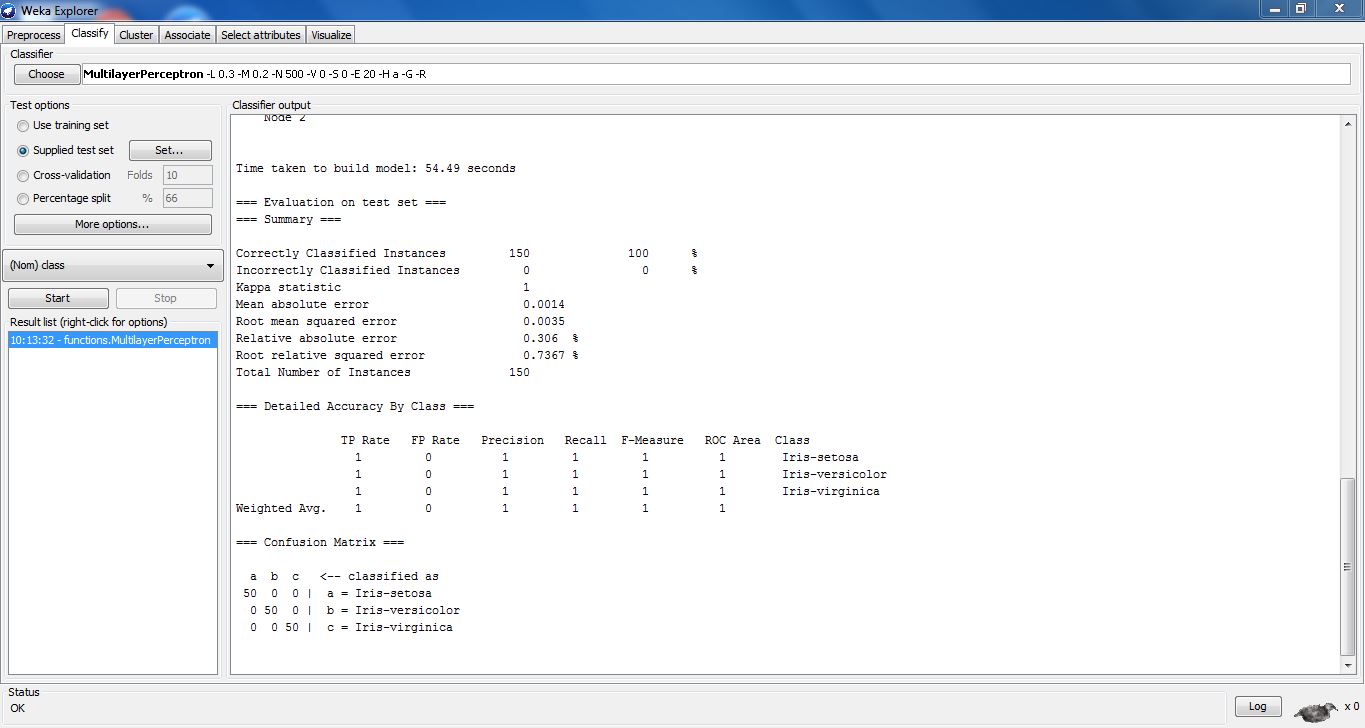 Weka Explorer
Preprocess Classify Cluster Associate Select attributes Visualize
Classifier
Choose MultilayerPerceptron -L 0.3 -M 0.2 -N 500 -V 0 -S 0 -E 20 -H a -G -R
Test options
Use training set
Supplied test set Set...
Cross-validation Folds 10
Percentage split % 66
More options...
(Nom) class
Start Stop
Result list (right-click for options)
10:13:32 - functions.MultilayerPerceptron
Classifier output
Node 2
Time taken to build model: 54.49 seconds
=== Evaluation on test set ===
=== Summary ===
Correctly Classified Instances 150 100 %
Incorrectly Classified Instances 0 0 %
Kappa statistic 1
Mean absolute error 0.0014
Root mean squared error 0.0035
Relative absolute error 0.306 %
Root relative squared error 0.7367 %
Total Number of Instances 150
=== Detailed Accuracy By Class ===
TP Rate FP Rate Precision Recall F-Measure ROC Area Class
1 0 1 1 1 1 Iris-setosa
1 0 1 1 1 1 Iris-versicolor
1 0 1 1 1 1 Iris-virginica
Weighted Avg. 1 0 1 1 1 1
=== Confusion Matrix ===
a b c <-- classified as
50 0 0 | a = Iris-setosa
0 50 0 | b = Iris-versicolor
0 0 50 | c = Iris-virginica
Status
OK
Log x 0